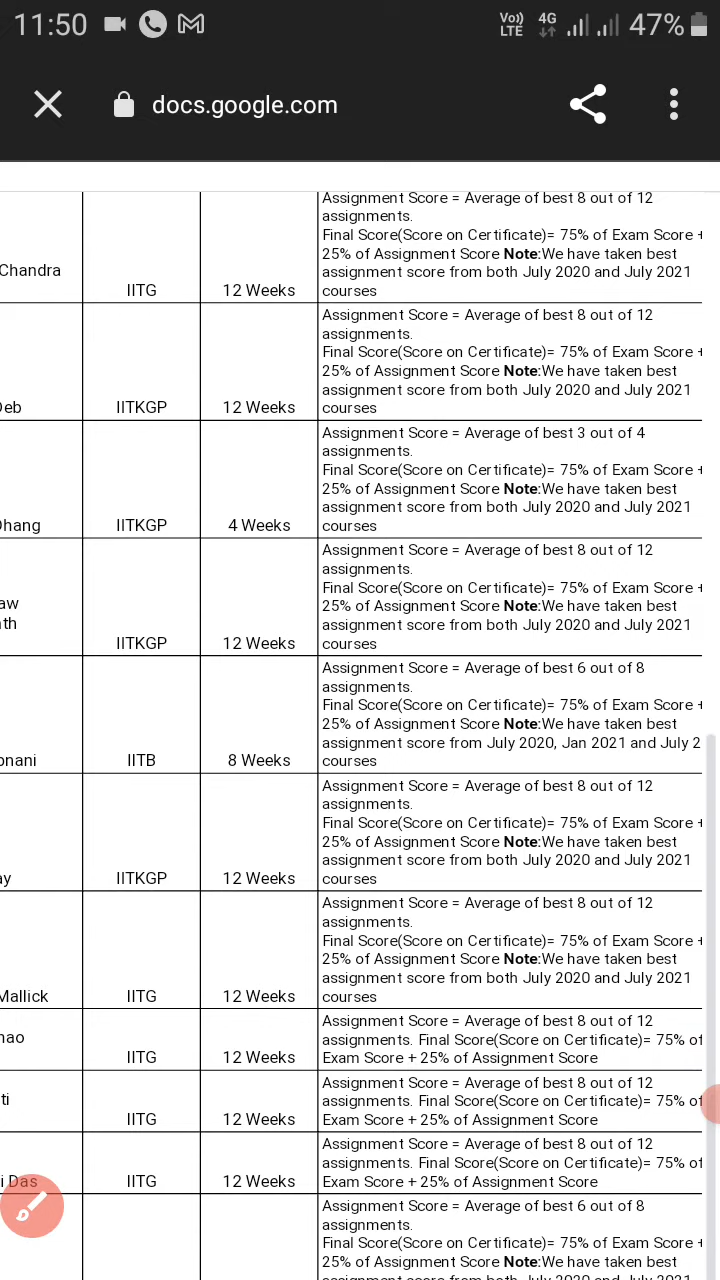 11:50 Vo)) LTE 4G 47%
docs.google.com
Assignment Score = Average of best 8 out of 12
assignments.
Final Score(Score on Certificate)= 75% of Exam Score +
Chandra
25% of Assignment Score Note:We have taken best
assignment score from both July 2020 and July 2021
IITG 12 Weeks courses
Assignment Score = Average of best 8 out of 12
assignments.
Final Score(Score on Certificate)= 75% of Exam Score +
25% of Assignment Score Note:We have taken best
assignment score from both July 2020 and July 2021
Deb IITKGP 12 Weeks courses
Assignment Score = Average of best 3 out of 4
assignments.
Final Score(Score on Certificate)= 75% of Exam Score +
25% of Assignment Score Note:We have taken best
assignment score from both July 2020 and July 2021
Dhang IITKGP 4 Weeks courses
Assignment Score = Average of best 8 out of 12
assignments.
Final Score(Score on Certificate)= 75% of Exam Score +
aw 25% of Assignment Score Note:We have taken best
ath assignment score from both July 2020 and July 2021
IITKGP 12 Weeks courses
Assignment Score = Average of best 6 out of 8
assignments.
Final Score(Score on Certificate)= 75% of Exam Score +
25% of Assignment Score Note:We have taken best
assignment score from July 2020, Jan 2021 and July 2
onani IITB 8 Weeks courses
Assignment Score = Average of best 8 out of 12
assignments.
Final Score(Score on Certificate)= 75% of Exam Score +
25% of Assignment Score Note:We have taken best
assignment score from both July 2020 and July 2021
ay IITKGP 12 Weeks courses
Assignment Score = Average of best 8 out of 12
assignments.
Final Score(Score on Certificate)= 75% of Exam Score +
25% of Assignment Score Note:We have taken best
assignment score from both July 2020 and July 2021
Mallick IITG 12 Weeks courses
Assignment Score = Average of best 8 out of 12
hao assignments. Final Score(Score on Certificate)= 75% of
IITG 12 Weeks Exam Score + 25% of Assignment Score
Assignment Score = Average of best 8 out of 12
ti assignments. Final Score(Score on Certificate)= 75% of
IITG 12 Weeks Exam Score + 25% of Assignment Score
Assignment Score = Average of best 8 out of 12
assignments. Final Score(Score on Certificate)= 75% of
i Das IITG 12 Weeks Exam Score + 25% of Assignment Score
Assignment Score = Average of best 6 out of 8
assignments.
Final Score(Score on Certificate)= 75% of Exam Score +
25% of Assignment Score Note:We have taken best
assignment score from both July 2020 and July 2021